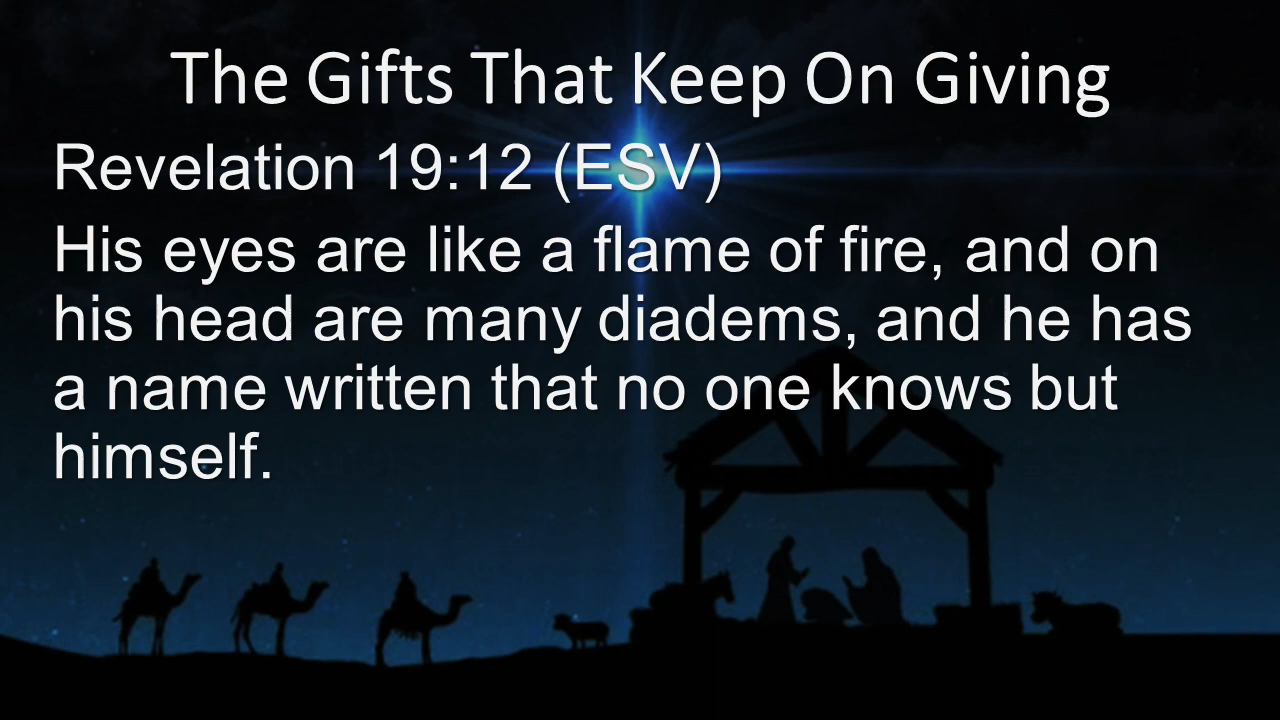 The Gifts That Keep On Giving
Revelation 19:12 (ESV)
His eyes are like a flame of fire, and on
his head are many diadems, and he has
a name written that no one knows but
himself.